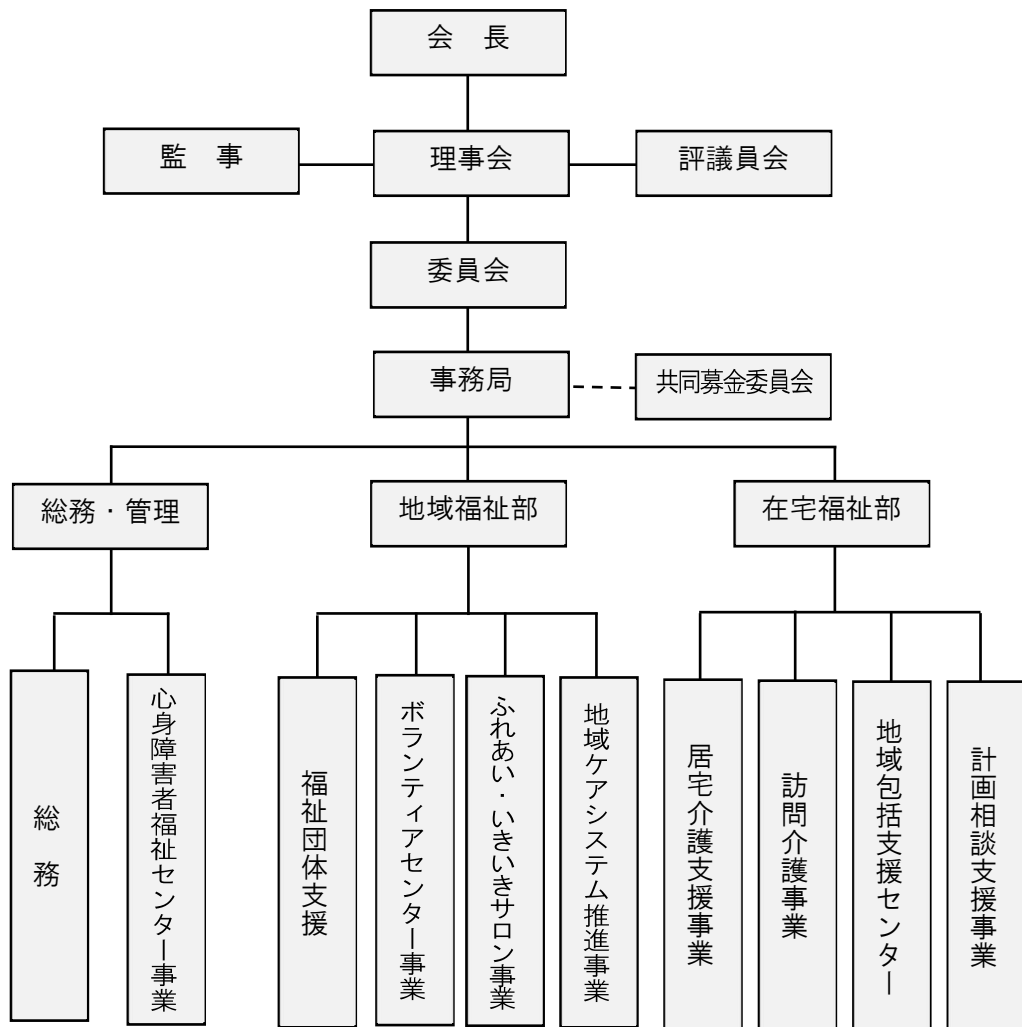 会　長
監　事
理事会
評議員会
委員会
事務局
共同募金委員会
総務・管理
地域福祉部
在宅福祉部
総　務
心身障害者福祉センター事業
福祉団体支援
ボランティアセンター事業
ふれあい・いきいきサロン事業
地域ケアシステム推進事業
居宅介護支援事業
訪問介護事業
地域包括支援センター
計画相談支援事業